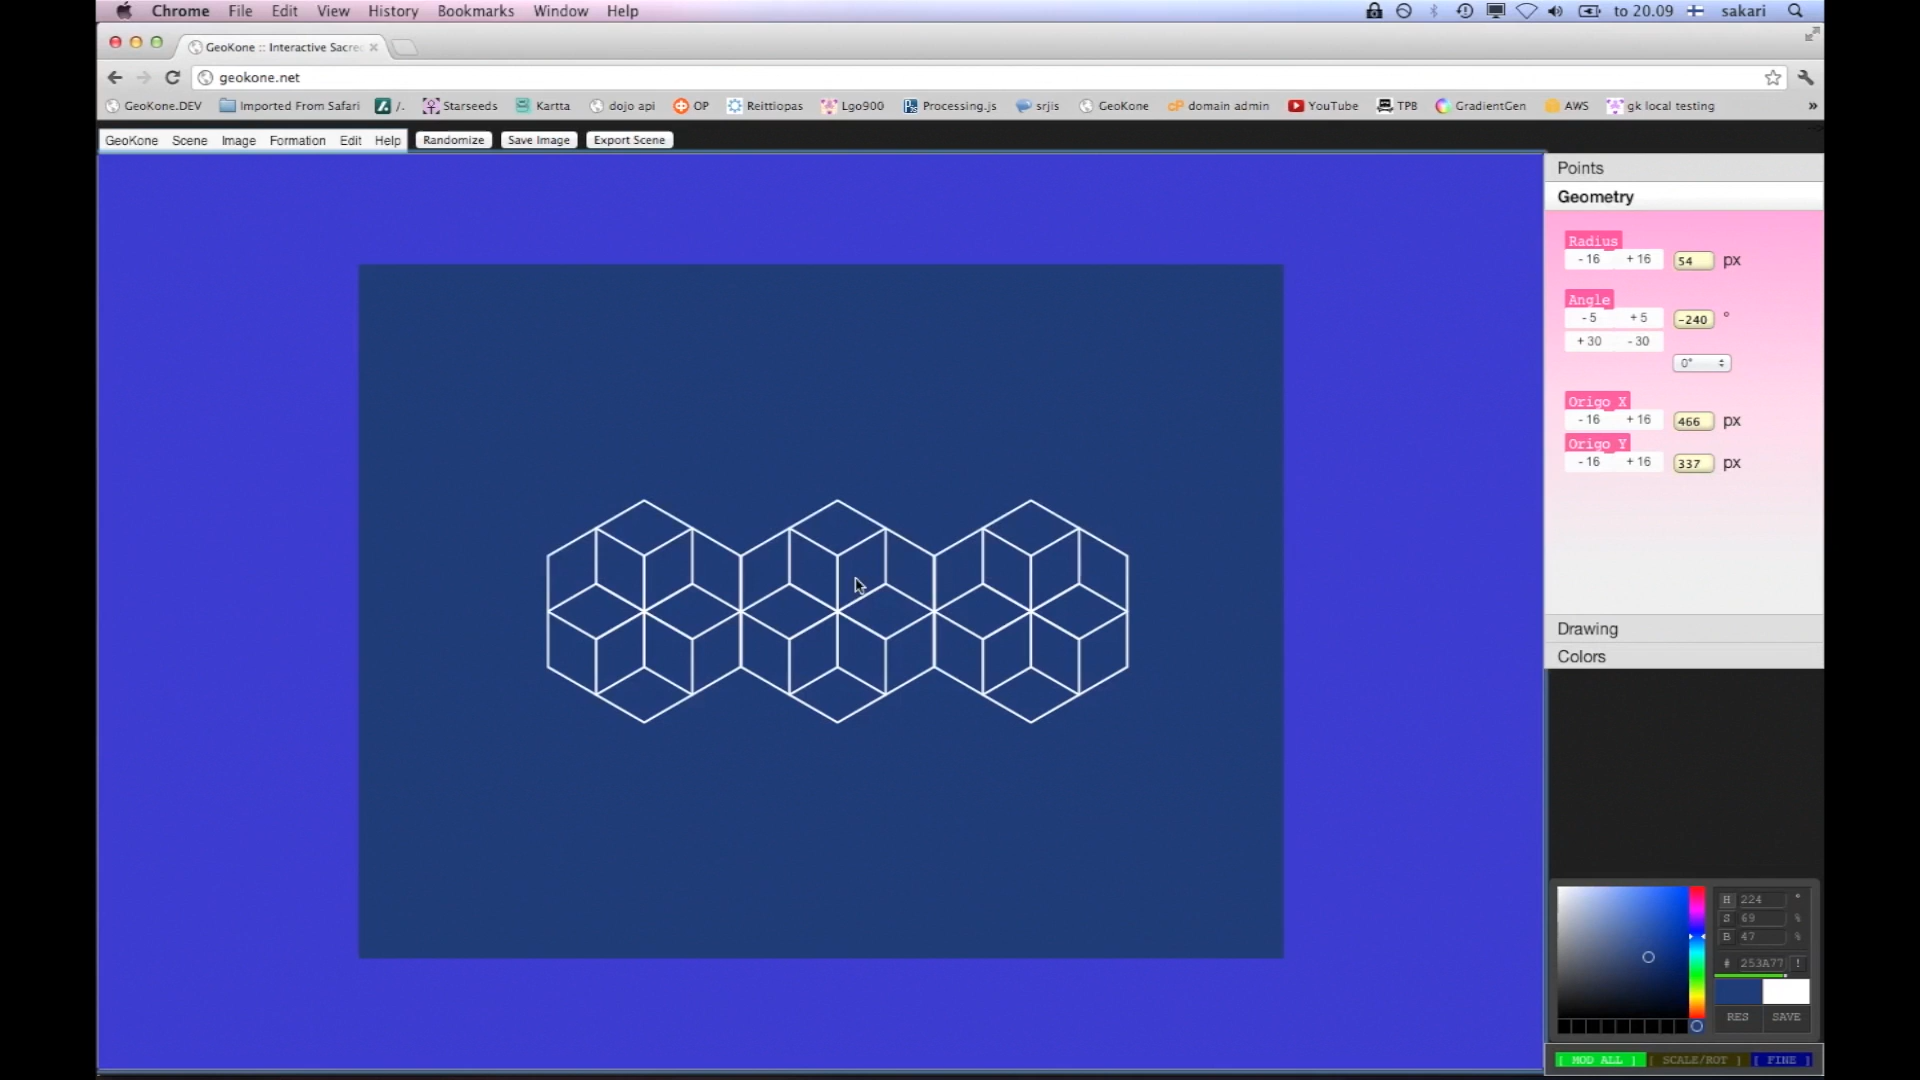 Chrome File Edit View History Bookmarks Window Help to 20.09 sakari
GeoKone :: Interactive Sacre
geokone.net
GeoKone.DEV Imported From Safari /. Starseeds Kartta dojo api OP Reittiopas Lgo900 Processing.js srjis GeoKone domain admin YouTube TPB GradientGen AWS gk local testing »
GeoKone Scene Image Formation Edit Help Randomize Save Image Export Scene
Points
Geometry
Radius
- 16 + 16 54 px
Angle
- 5 + 5 -240 °
+ 30 - 30
0°
Origo X
- 16 + 16 466 px
Origo Y
- 16 + 16 337 px
Drawing
Colors
H 224 °
S 69 %
B 47 %
# 253A77 !
RES SAVE
[ MOD ALL ] [ SCALE/ROT ] [ FINE ]